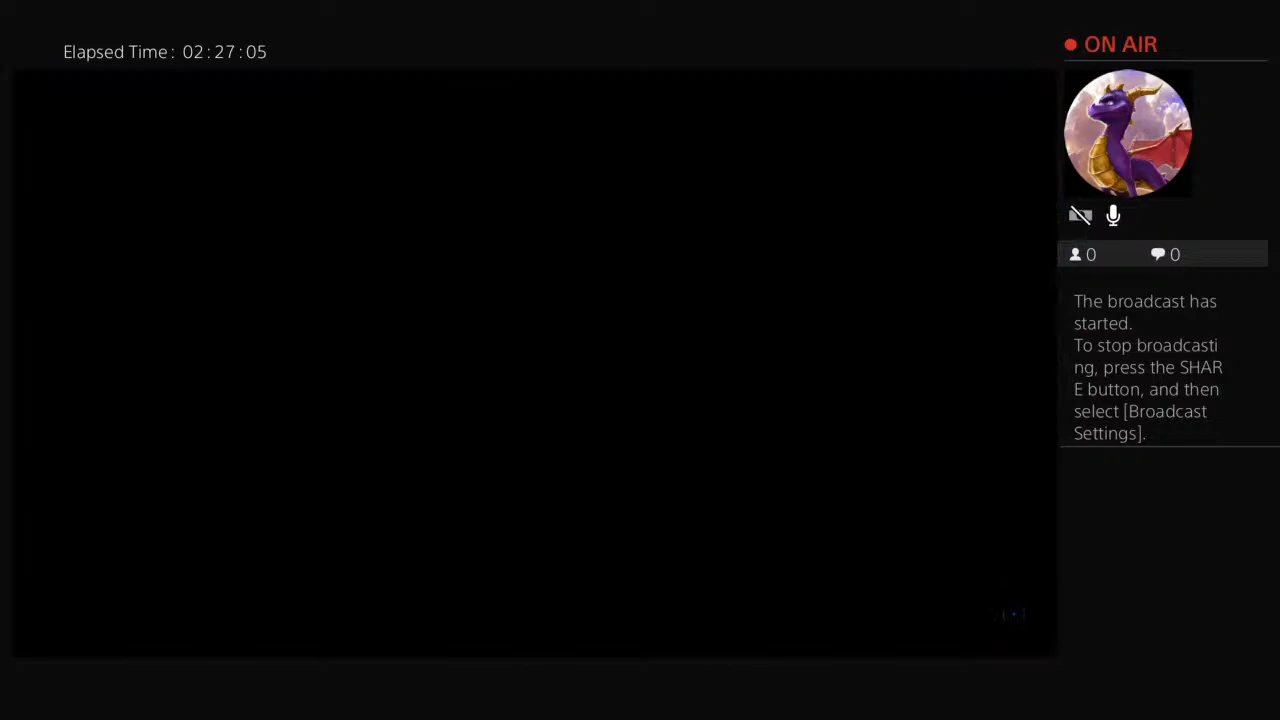 Elapsed Time: 02:27:05
ON AIR
0 0
The broadcast has
started.
To stop broadcasti
ng, press the SHAR
E button, and then
select [Broadcast
Settings].